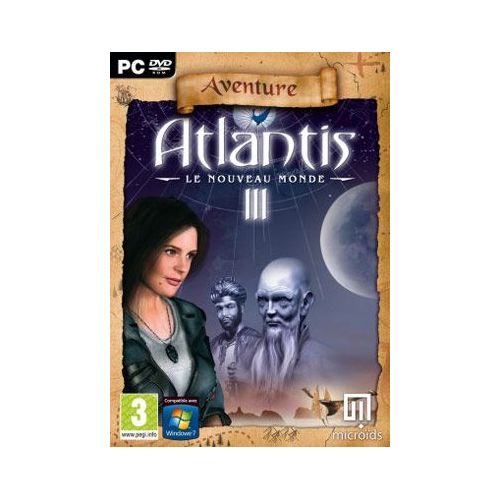 PC DVD
ROM
Aventure
Atlantis
LE NOUVEAU MONDE
III
3
www.pegi.info
Compatible avec
Windows 7
microïds